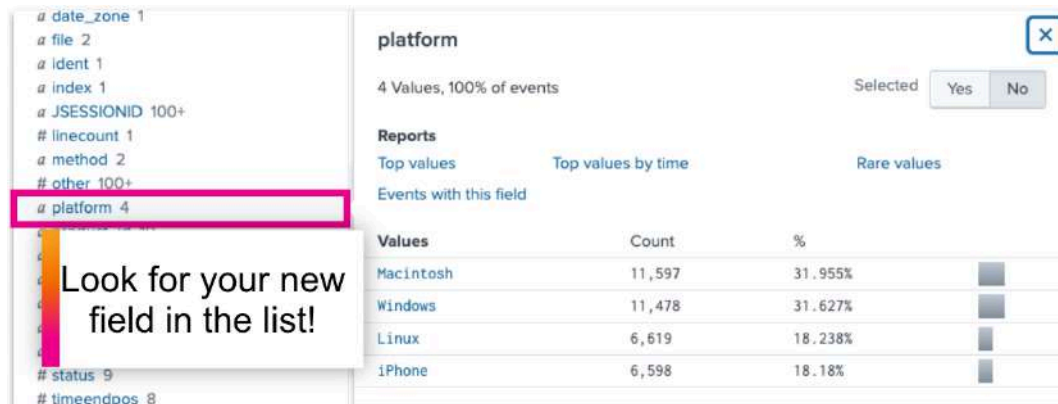 a date_zone 1
a file 2
a ident 1
a index 1
a JSESSIONID 100+
# linecount 1
a method 2
# other 100+
a platform 4
Look for your new
field in the list!
# status 9
# timeendpos 8
platform
4 Values, 100% of events
Selected Yes No
Reports
Top values Top values by time Rare values
Events with this field
Values Count %
Macintosh 11,597 31.955%
Windows 11,478 31.627%
Linux 6,619 18.238%
iPhone 6,598 18.18%